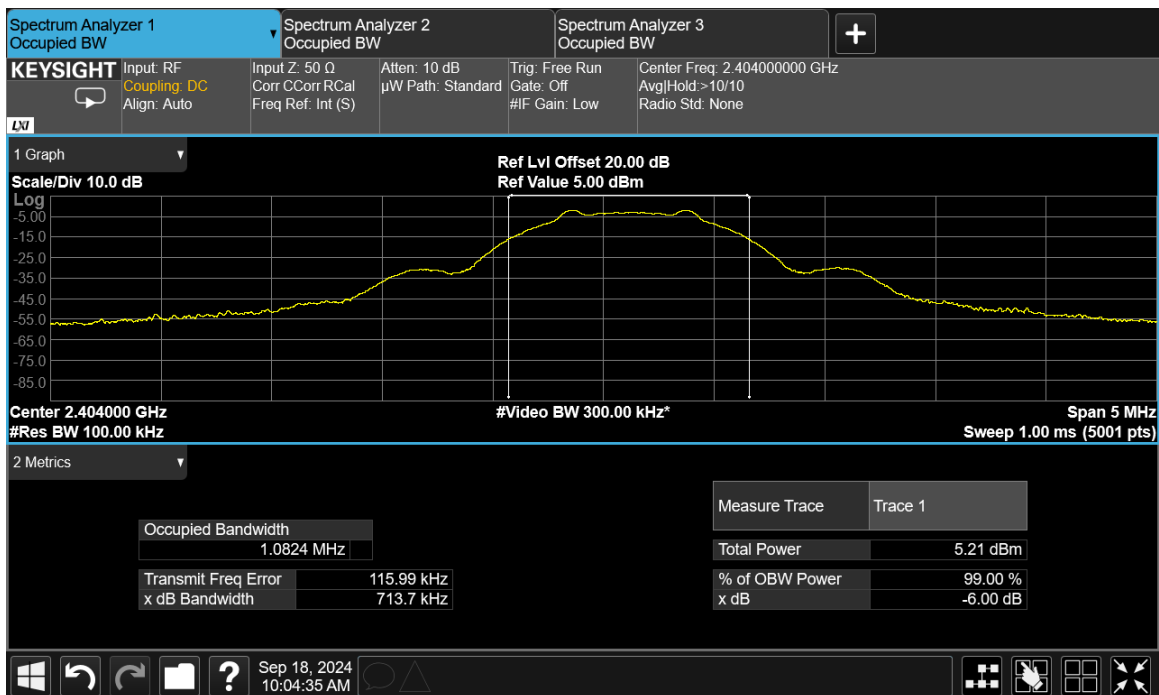 Spectrum Analyzer 1
Occupied BW
Spectrum Analyzer 2
Occupied BW
Spectrum Analyzer 3
Occupied BW
KEYSIGHT
LXI
Input: RF
Coupling: DC
Align: Auto
Input Z: 50 Ω
Corr CCorr RCal
Freq Ref: Int (S)
Atten: 10 dB
µW Path: Standard
Trig: Free Run
Gate: Off
#IF Gain: Low
Center Freq: 2.404000000 GHz
Avg|Hold:>10/10
Radio Std: None
1 Graph
Scale/Div 10.0 dB
Ref Lvl Offset 20.00 dB
Ref Value 5.00 dBm
Log
-5.00
-15.0
-25.0
-35.0
-45.0
-55.0
-65.0
-75.0
-85.0
Center 2.404000 GHz
#Res BW 100.00 kHz
#Video BW 300.00 kHz*
Span 5 MHz
Sweep 1.00 ms (5001 pts)
2 Metrics
Occupied Bandwidth
1.0824 MHz
Transmit Freq Error 115.99 kHz
x dB Bandwidth 713.7 kHz
Measure Trace Trace 1
Total Power 5.21 dBm
% of OBW Power 99.00 %
x dB -6.00 dB
?
Sep 18, 2024
10:04:35 AM